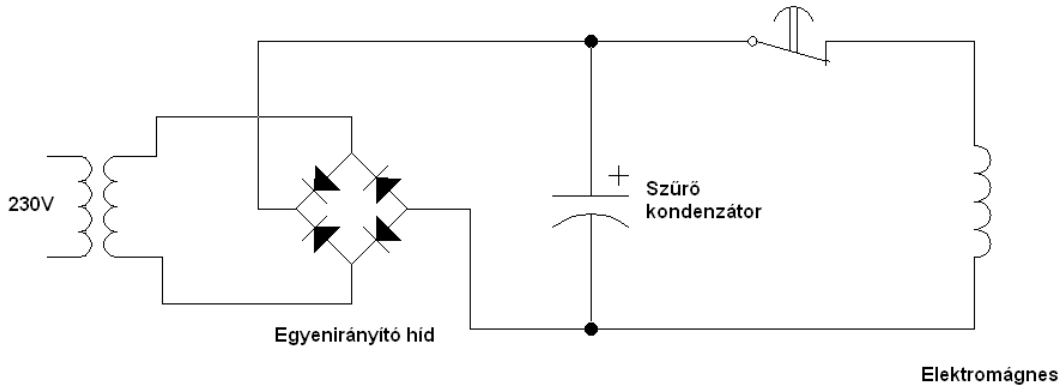 230V
Szűrő
kondenzátor
Egyenirányító híd
Elektromágnes